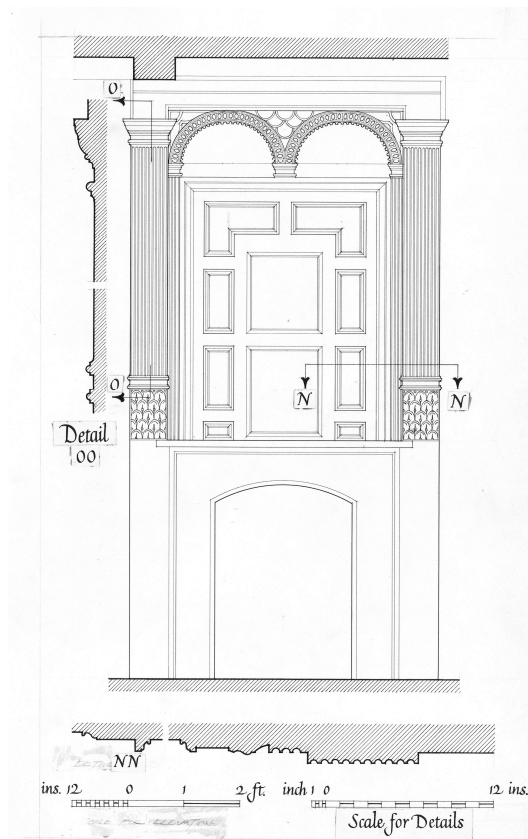 O
O
N
N
Detail
OO
NN
ins. 12 0 1 2 ft.
inch 1 0 12 ins.
Scale for Details